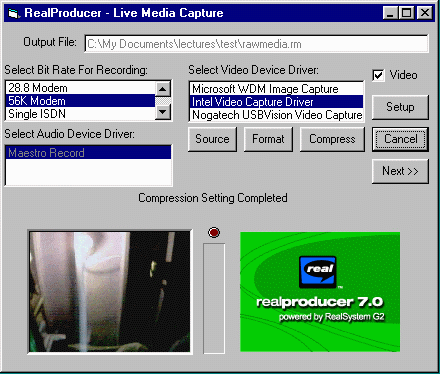 RealProducer - Live Media Capture
Output File: C:\My Documents\lectures\test\rawmedia.rm
Select Bit Rate For Recording:
28.8 Modem
56K Modem
Single ISDN
Select Video Device Driver:
Microsoft WDM Image Capture
Intel Video Capture Driver
Nogatech USBVision Video Capture
Video
Setup
Select Audio Device Driver:
Maestro Record
Source
Format
Compress
Cancel
Next >>
Compression Setting Completed
real
realproducer 7.0
powered by RealSystem G2